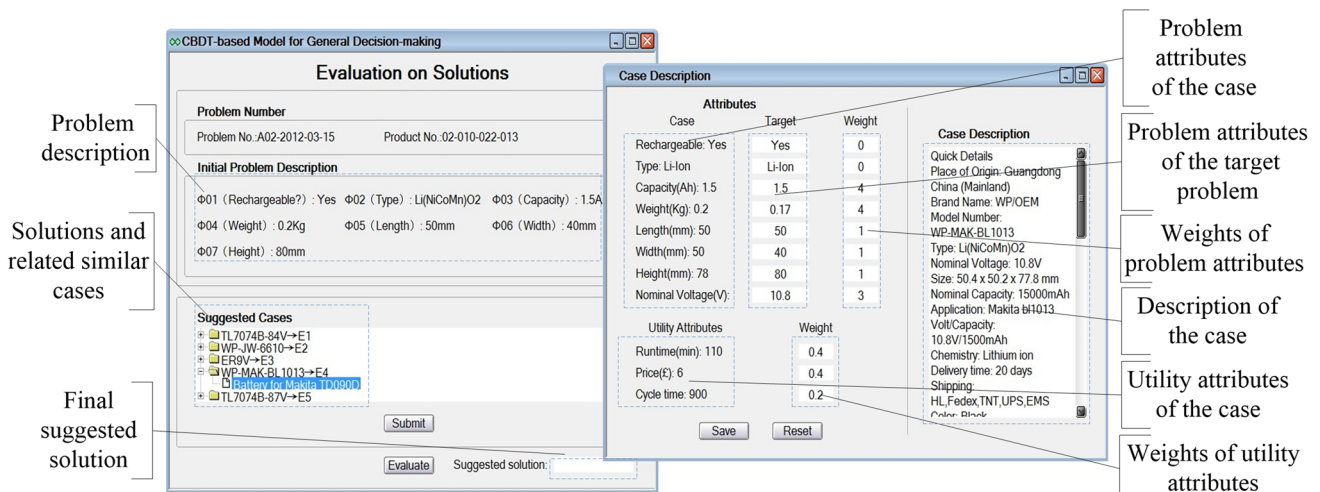 CBDT-based Model for General Decision-making
Evaluation on Solutions
Problem Number
Problem No.:A02-2012-03-15 Product No.:02-010-022-013
Initial Problem Description
Φ01（Rechargeable?）: Yes Φ02（Type）: Li(NiCoMn)O2 Φ03（Capacity）: 1.5A
Φ04（Weight）: 0.2Kg Φ05（Length）: 50mm Φ06（Width）: 40mm
Φ07（Height）: 80mm
Suggested Cases
TL7074B-84V→E1
WP-JW-6610→E2
ER9V→E3
WP-MAK-BL1013→E4
Battery for Makita TD090D
TL7074B-87V→E5
Submit
Evaluate Suggested solution:
Case Description
Attributes
Case Target Weight
Rechargeable: Yes Yes 0
Type: Li-Ion Li-Ion 0
Capacity(Ah): 1.5 1.5 4
Weight(Kg): 0.2 0.17 4
Length(mm): 50 50 1
Width(mm): 50 40 1
Height(mm): 78 80 1
Nominal Voltage(V): 10.8 3
Utility Attributes Weight
Runtime(min): 110 0.4
Price(£): 6 0.4
Cycle time: 900 0.2
Save Reset
Case Description
Quick Details
Place of Origin: Guangdong
China (Mainland)
Brand Name: WP/OEM
Model Number:
WP-MAK-BL1013
Type: Li(NiCoMn)O2
Nominal Voltage: 10.8V
Size: 50.4 x 50.2 x 77.8 mm
Nominal Capacity: 15000mAh
Application: Makita bl1013
Volt/Capacity:
10.8V/1500mAh
Chemistry: Lithium ion
Delivery time: 20 days
Shipping:
HL,Fedex,TNT,UPS,EMS
Color: Black
Problem
description
Solutions and
related similar
cases
Final
suggested
solution
Problem
attributes
of the case
Problem attributes
of the target
problem
Weights of
problem attributes
Description of
the case
Utility attributes
of the case
Weights of utility
attributes